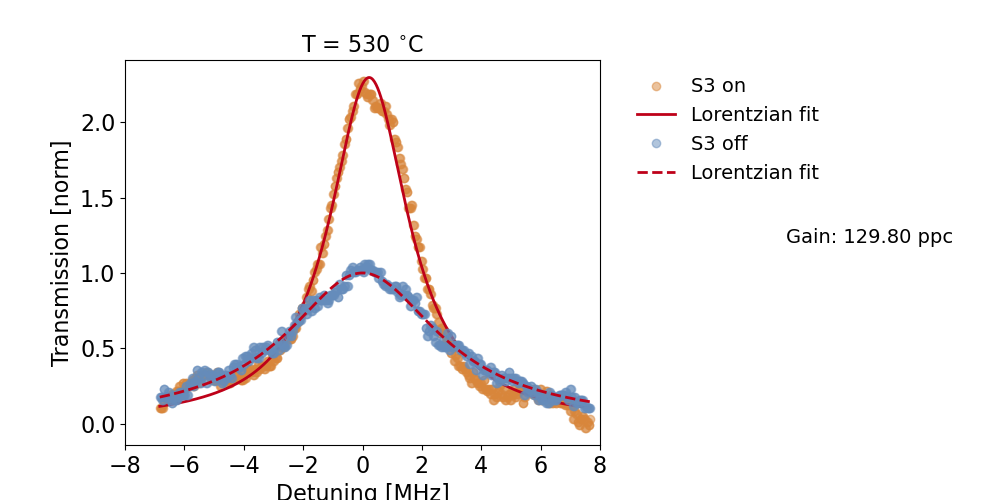 T = 530 °C
Transmission [norm]
2.0
1.5
1.0
0.5
0.0
−8 −6 −4 −2 0 2 4 6 8
Detuning [MHz]
S3 on
Lorentzian fit
S3 off
Lorentzian fit
Gain: 129.80 ppc